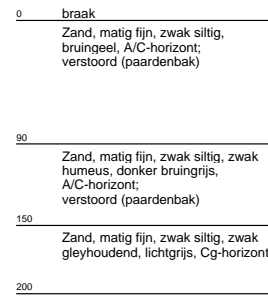 0 braak
Zand, matig fijn, zwak siltig,
bruingeel, A/C-horizont;
verstoord (paardenbak)
90
Zand, matig fijn, zwak siltig, zwak
humeus, donker bruingrijs,
A/C-horizont;
verstoord (paardenbak)
150
Zand, matig fijn, zwak siltig, zwak
gleyhoudend, lichtgrijs, Cg-horizont
200